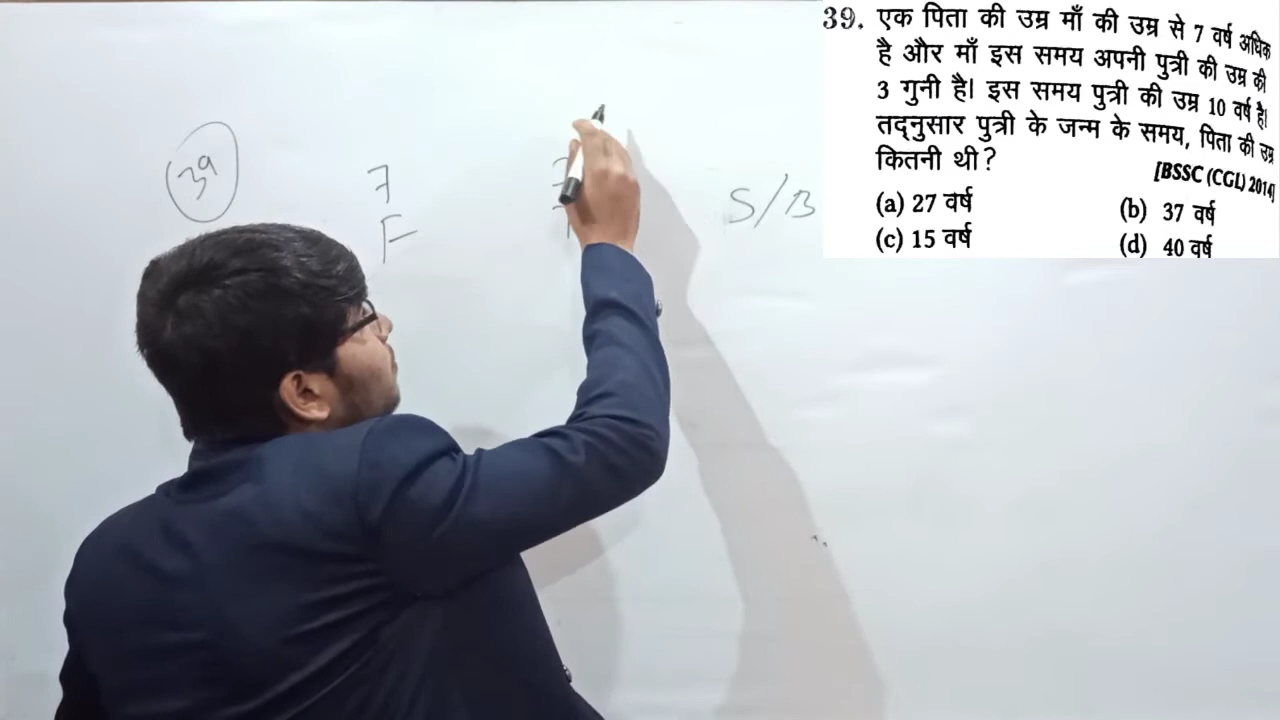 39. एक पिता की उम्र माँ की उम्र से 7 वर्ष अधिक
है और माँ इस समय अपनी पुत्री की उम्र की
3 गुनी है। इस समय पुत्री की उम्र 10 वर्ष है।
तद्नुसार पुत्री के जन्म के समय, पिता की उम्र
कितनी थी?
[BSSC (CGL) 2014]
(a) 27 वर्ष (b) 37 वर्ष
(c) 15 वर्ष (d) 40 वर्ष
39
F
S/B